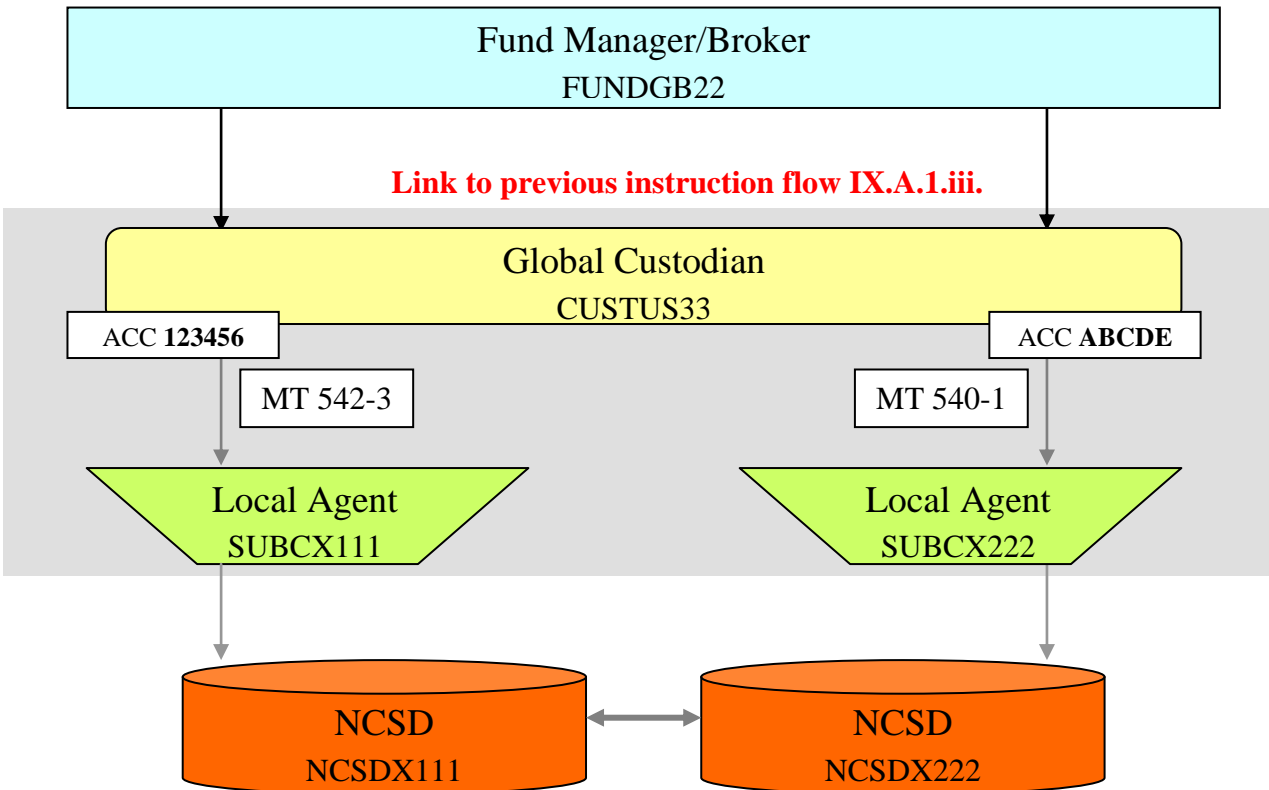 Fund Manager/Broker
FUNDGB22
Link to previous instruction flow IX.A.1.iii.
Global Custodian
CUSTUS33
ACC 123456
ACC ABCDE
MT 542-3
MT 540-1
Local Agent
SUBCX111
Local Agent
SUBCX222
NCSD
NCSDX111
NCSD
NCSDX222